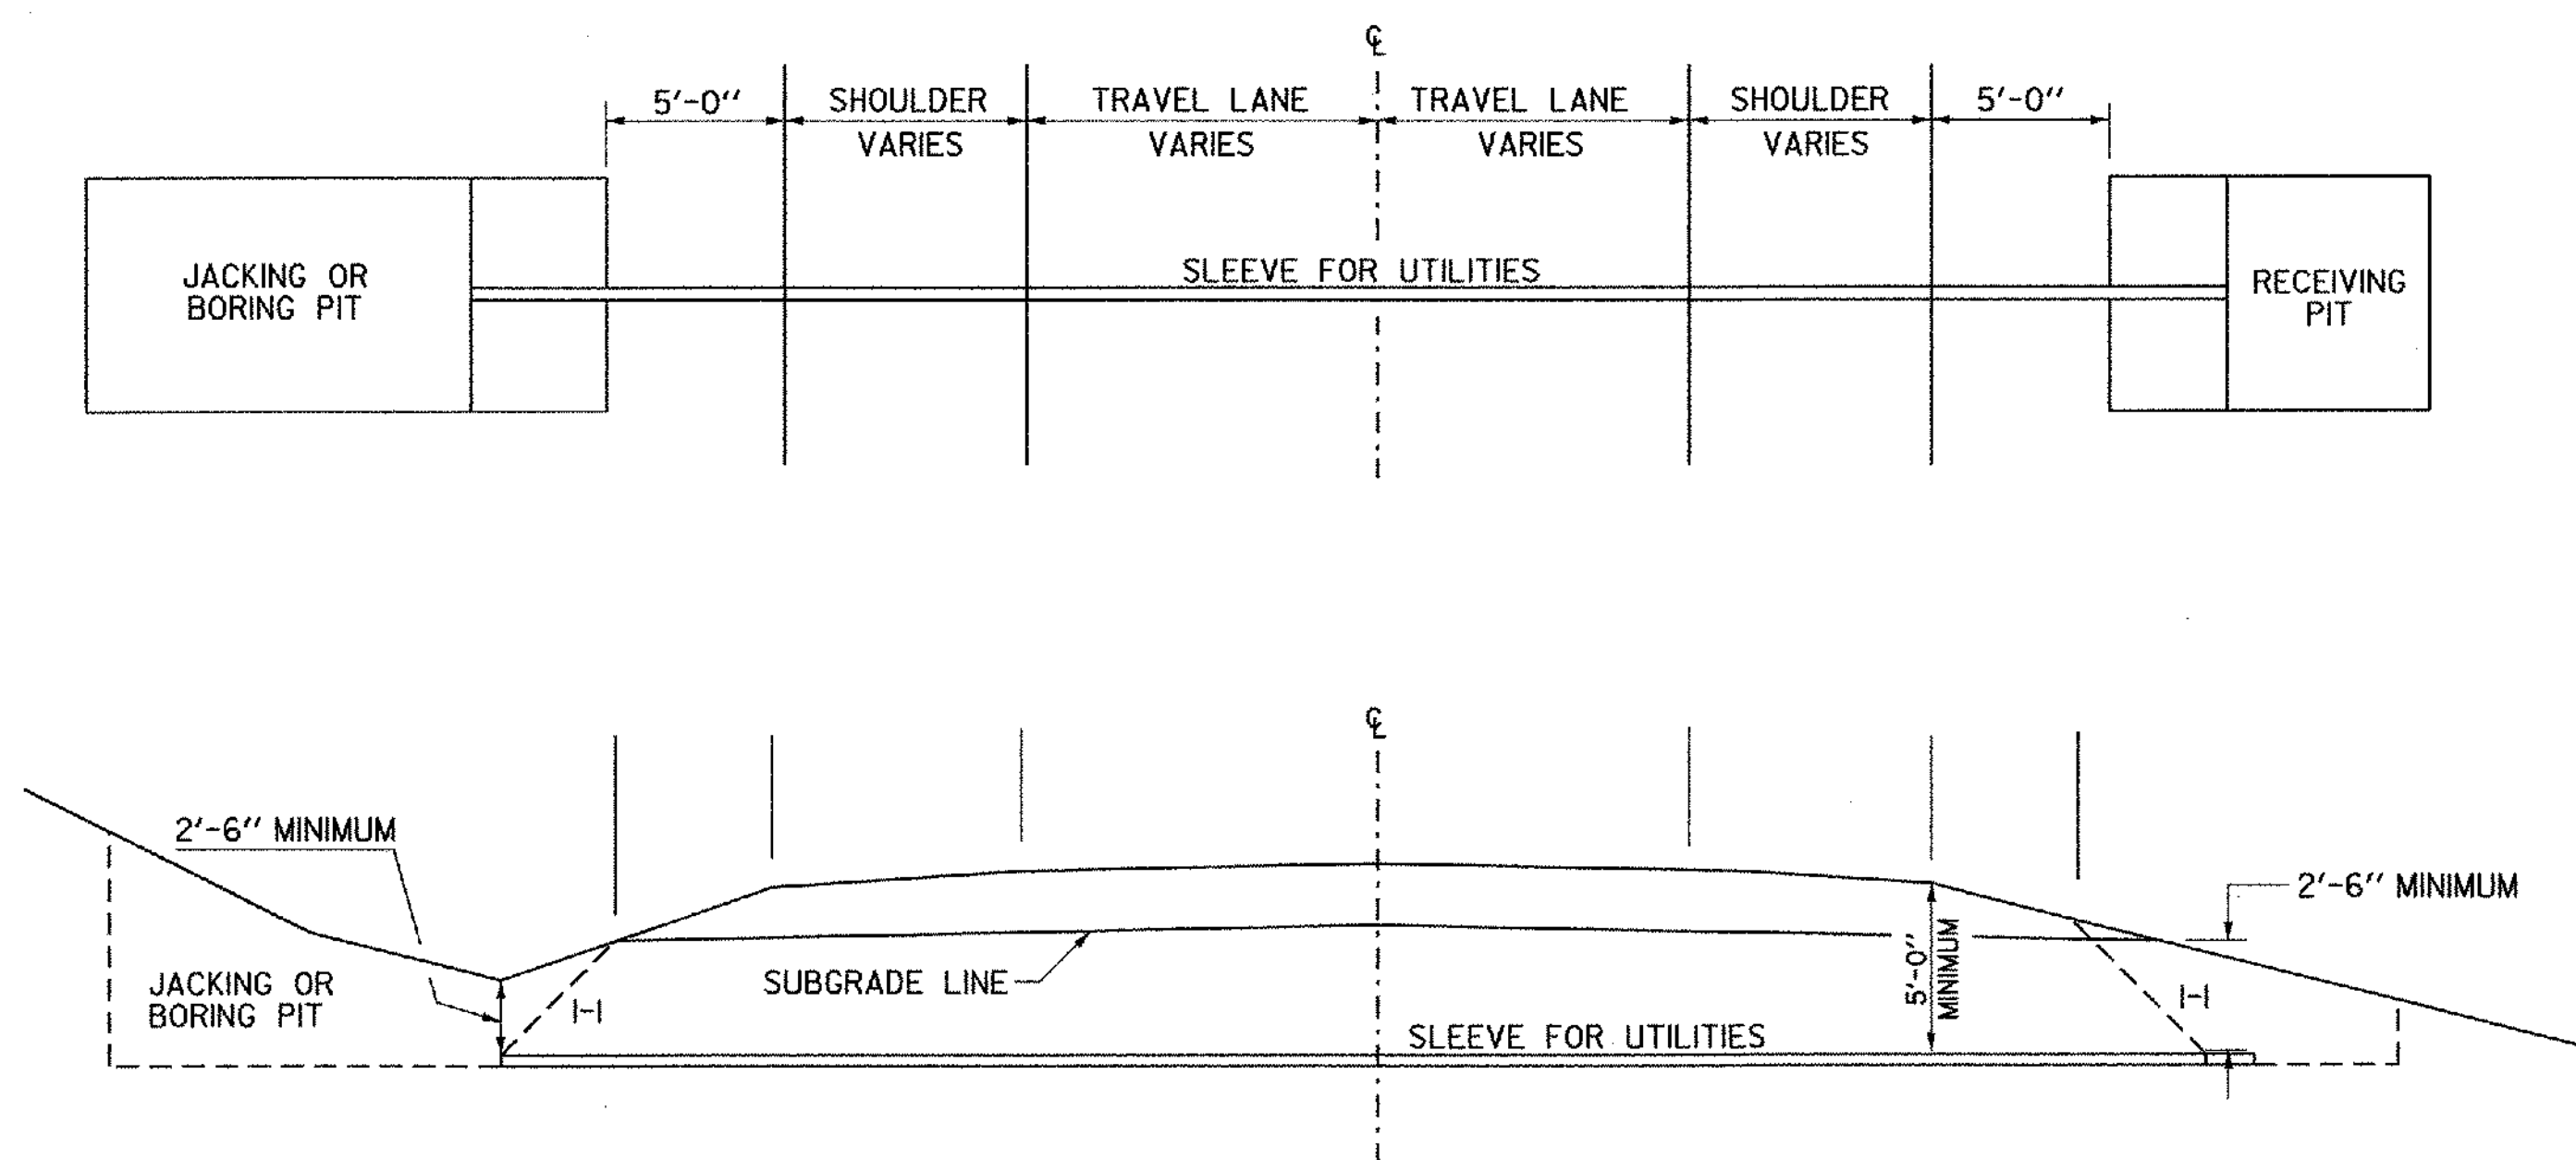 ℄
5'-0" SHOULDER TRAVEL LANE TRAVEL LANE SHOULDER 5'-0"
VARIES VARIES VARIES VARIES
SLEEVE FOR UTILITIES
JACKING OR
BORING PIT
RECEIVING
PIT
℄
2'-6" MINIMUM
2'-6" MINIMUM
5'-0"
MINIMUM
JACKING OR
BORING PIT
1-1
SUBGRADE LINE
1-1
SLEEVE FOR UTILITIES